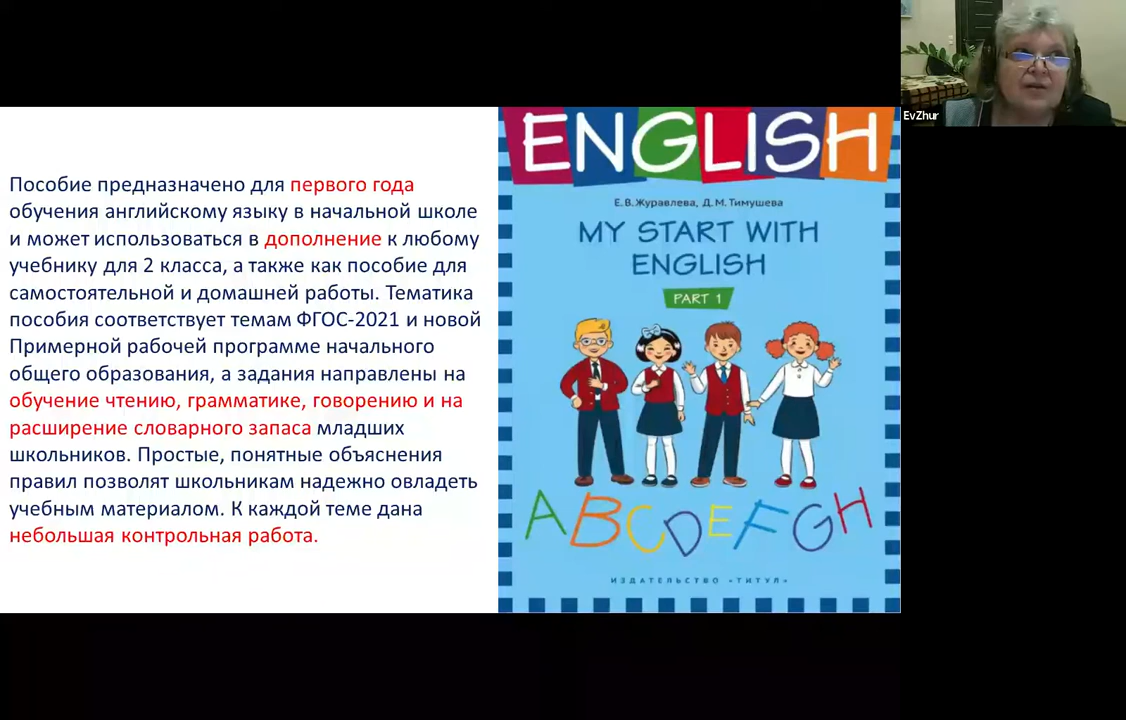 EvZhur
Пособие предназначено для первого года
обучения английскому языку в начальной школе
и может использоваться в дополнение к любому
учебнику для 2 класса, а также как пособие для
самостоятельной и домашней работы. Тематика
пособия соответствует темам ФГОС-2021 и новой
Примерной рабочей программе начального
общего образования, а задания направлены на
обучение чтению, грамматике, говорению и на
расширение словарного запаса младших
школьников. Простые, понятные объяснения
правил позволят школьникам надежно овладеть
учебным материалом. К каждой теме дана
небольшая контрольная работа.
ENGLISH
Е. В. Журавлева, Д. М. Тимушева
MY START WITH
ENGLISH
PART 1
ABCDEFGH
ИЗДАТЕЛЬСТВО «ТИТУЛ»